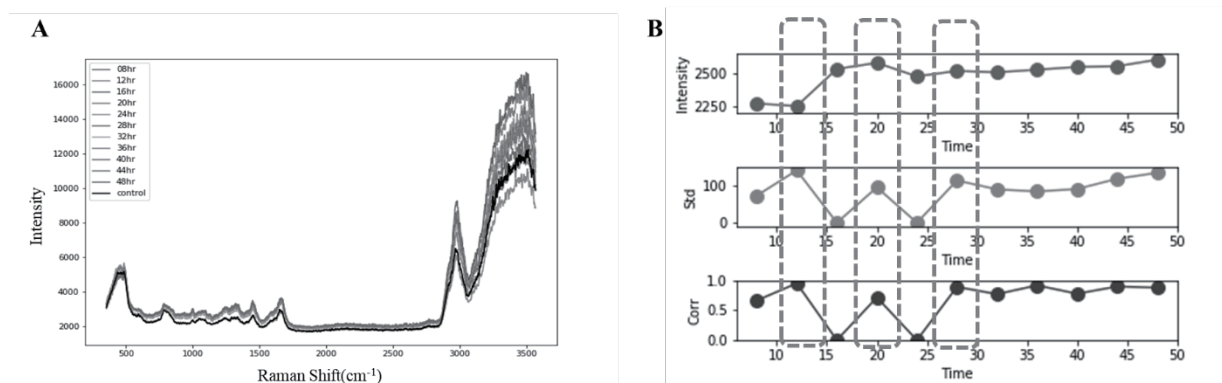 A
08hr
12hr
16hr
20hr
24hr
28hr
32hr
36hr
40hr
44hr
48hr
control
16000
14000
12000
10000
8000
6000
4000
2000
Intensity
500 1000 1500 2000 2500 3000 3500
Raman Shift(cm⁻¹)
B
Intensity
2500
2250
10 15 20 25 30 35 40 45 50
Time
Std
100
0
10 15 20 25 30 35 40 45 50
Time
Corr
1.0
0.5
0.0
10 15 20 25 30 35 40 45 50
Time